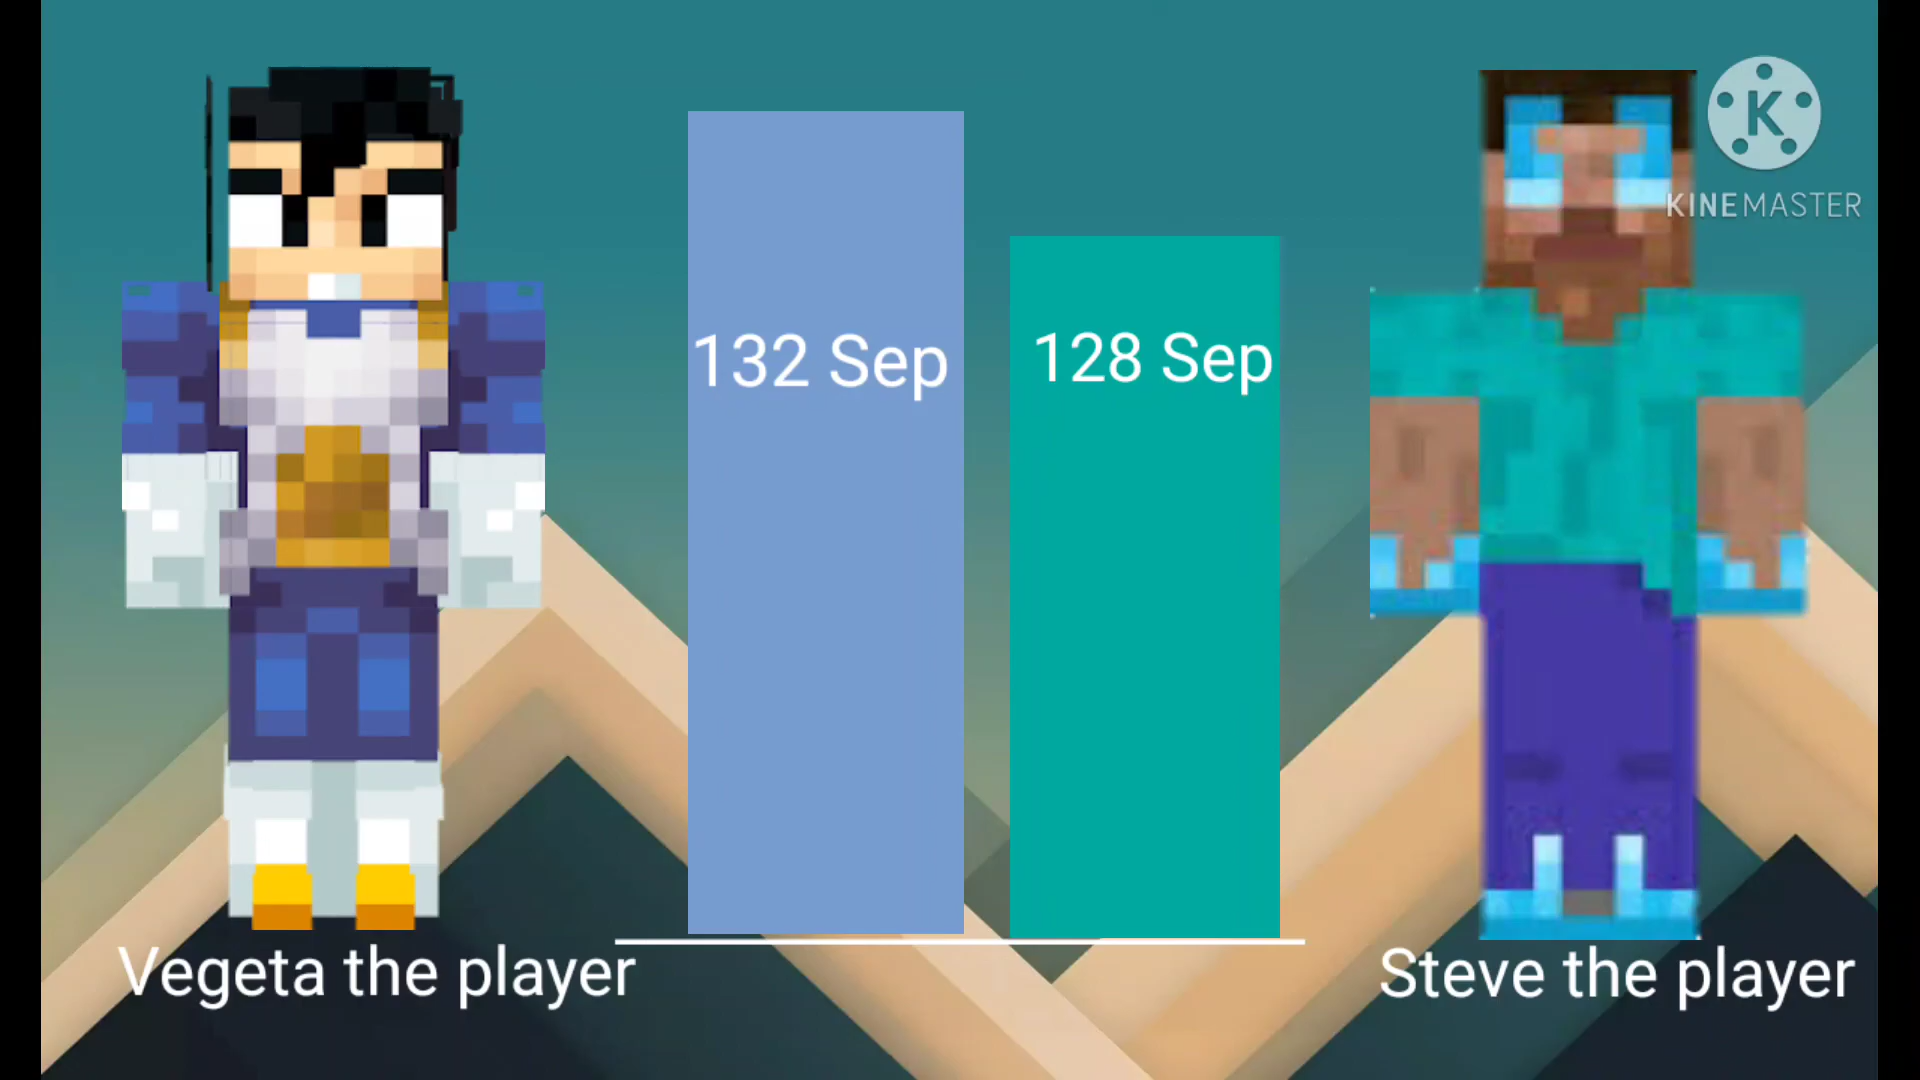 K
KINEMASTER
132 Sep
128 Sep
Vegeta the player
Steve the player